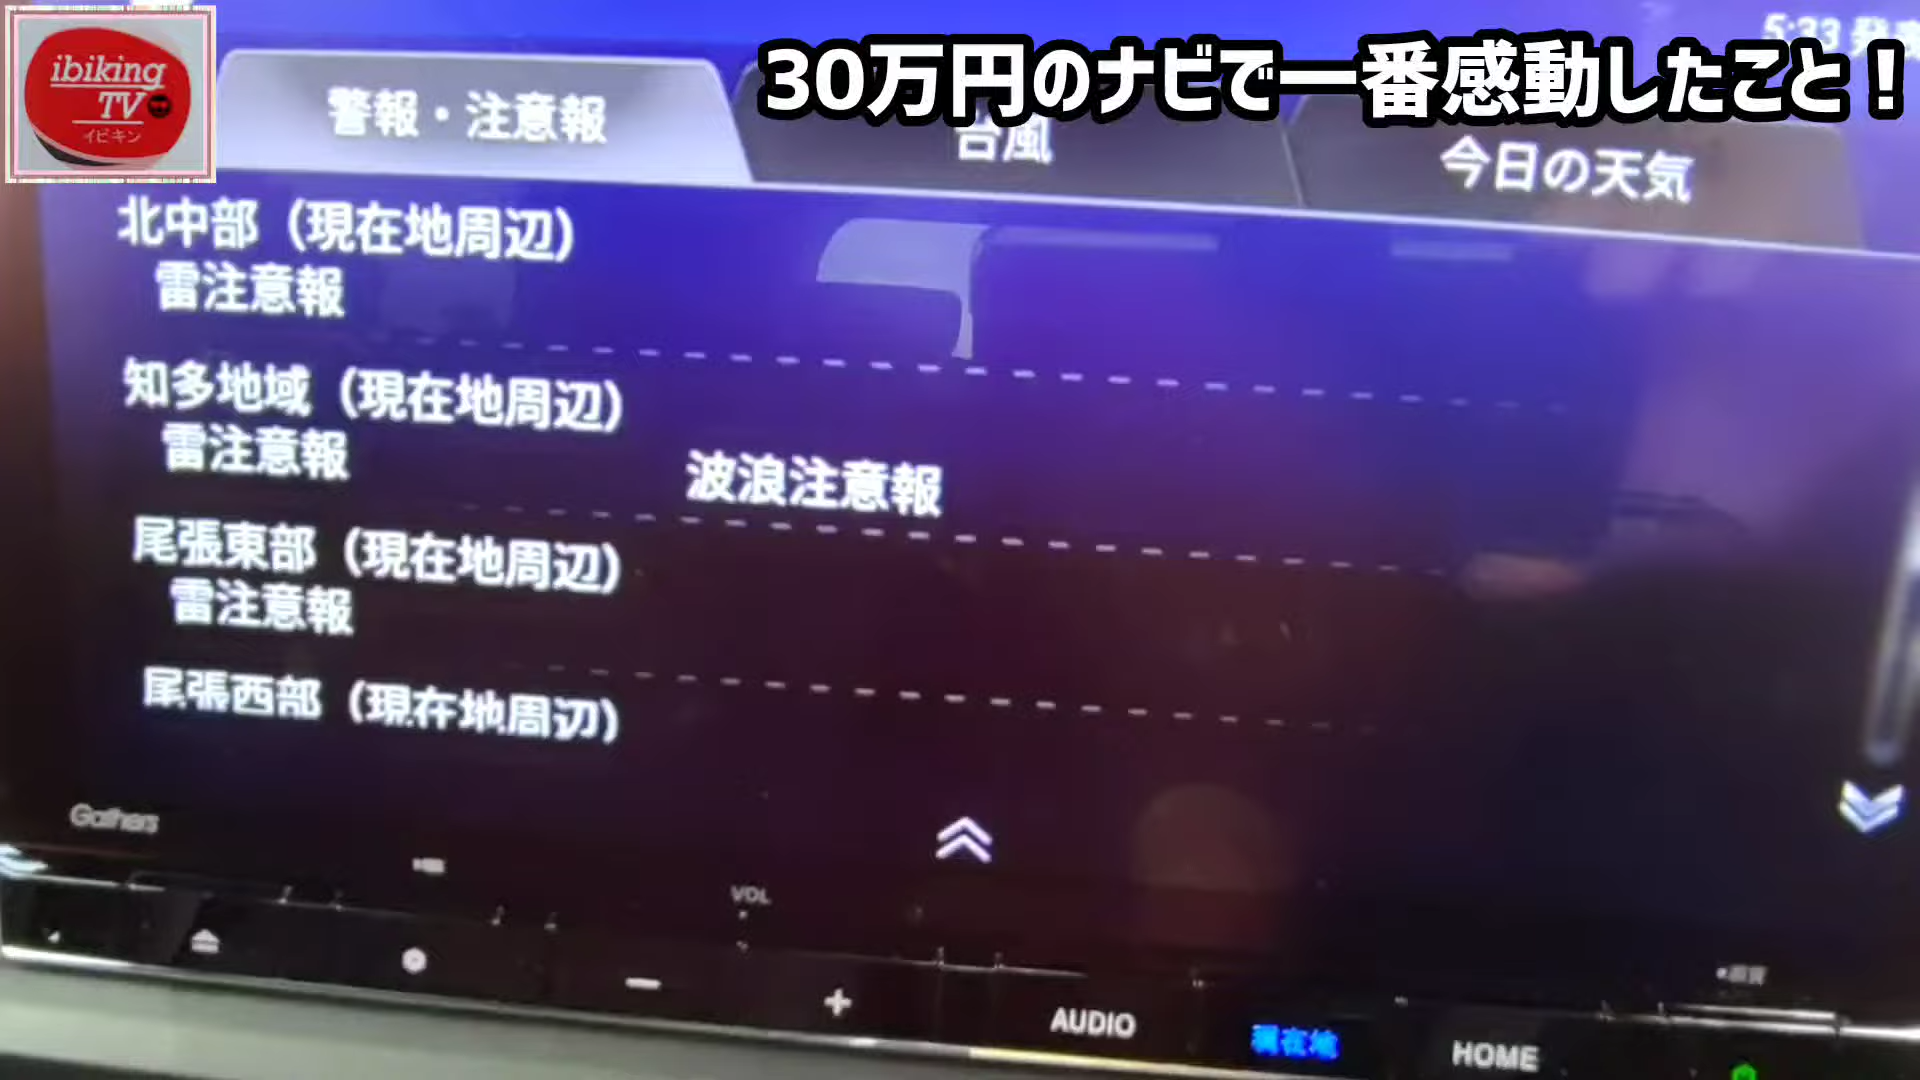 ibiking
TV
イビキン
30万円のナビで一番感動したこと！
5:33 発表
警報・注意報
台風
今日の天気
北中部（現在地周辺）
雷注意報
知多地域（現在地周辺）
雷注意報
波浪注意報
尾張東部（現在地周辺）
雷注意報
尾張西部（現在地周辺）
Gathers
VOL
AUDIO
現在地
HOME